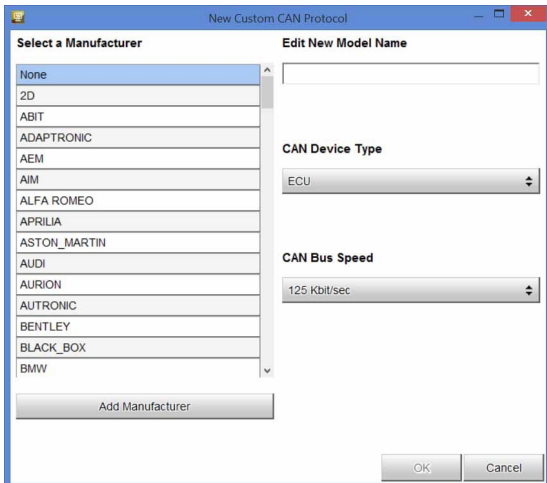 New Custom CAN Protocol
Select a Manufacturer
None
2D
ABIT
ADAPTRONIC
AEM
AIM
ALFA ROMEO
APRILIA
ASTON_MARTIN
AUDI
AURION
AUTRONIC
BENTLEY
BLACK_BOX
BMW
Add Manufacturer
Edit New Model Name
CAN Device Type
ECU
CAN Bus Speed
125 Kbit/sec
OK
Cancel